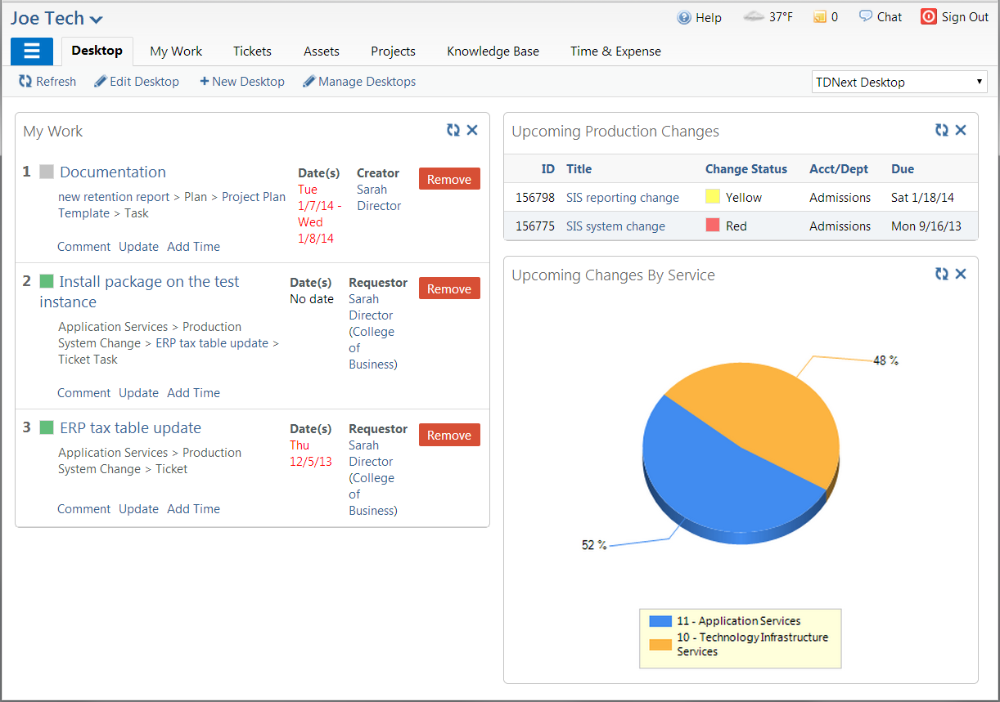 Joe Tech
Help 37°F 0 Chat Sign Out
Desktop My Work Tickets Assets Projects Knowledge Base Time & Expense
Refresh Edit Desktop + New Desktop Manage Desktops TDNext Desktop
My Work
1 Documentation
new retention report > Plan > Project Plan
Template > Task
Date(s)
Tue
1/7/14 -
Wed
1/8/14
Creator
Sarah
Director
Remove
Comment Update Add Time
2 Install package on the test
instance
Application Services > Production
System Change > ERP tax table update >
Ticket Task
Date(s)
No date
Requestor
Sarah
Director
(College
of
Business)
Remove
Comment Update Add Time
3 ERP tax table update
Application Services > Production
System Change > Ticket
Date(s)
Thu
12/5/13
Requestor
Sarah
Director
(College
of
Business)
Remove
Comment Update Add Time
Upcoming Production Changes
ID Title Change Status Acct/Dept Due
156798 SIS reporting change Yellow Admissions Sat 1/18/14
156775 SIS system change Red Admissions Mon 9/16/13
Upcoming Changes By Service
48 %
52 %
11 - Application Services
10 - Technology Infrastructure
Services